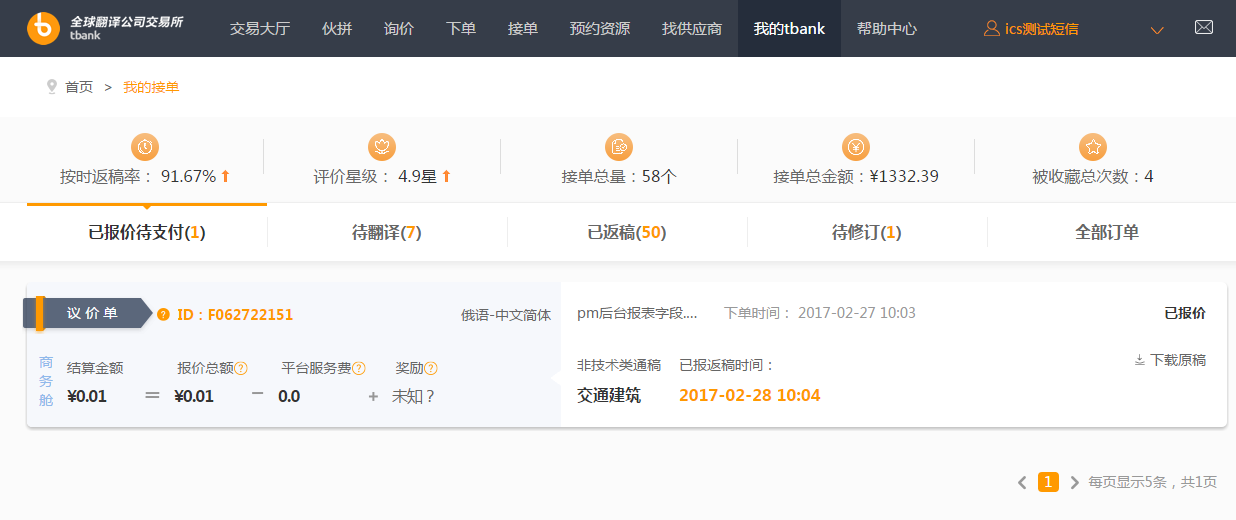 全球翻译公司交易所
tbank
交易大厅 伙拼 询价 下单 接单 预约资源 找供应商 我的tbank 帮助中心 ics测试短信
首页 > 我的接单
按时返稿率： 91.67% 评价星级： 4.9星 接单总量：58个 接单总金额：¥1332.39 被收藏总次数：4
已报价待支付(1) 待翻译(7) 已返稿(50) 待修订(1) 全部订单
议价单 ? ID：F062722151 俄语-中文简体 pm后台报表字段.... 下单时间： 2017-02-27 10:03 已报价
商务舱
结算金额 报价总额? 平台服务费? 奖励? 非技术类通稿 已报返稿时间： 下载原稿
¥0.01 = ¥0.01 - 0.0 + 未知？ 交通建筑 2017-02-28 10:04
< 1 > 每页显示5条，共1页